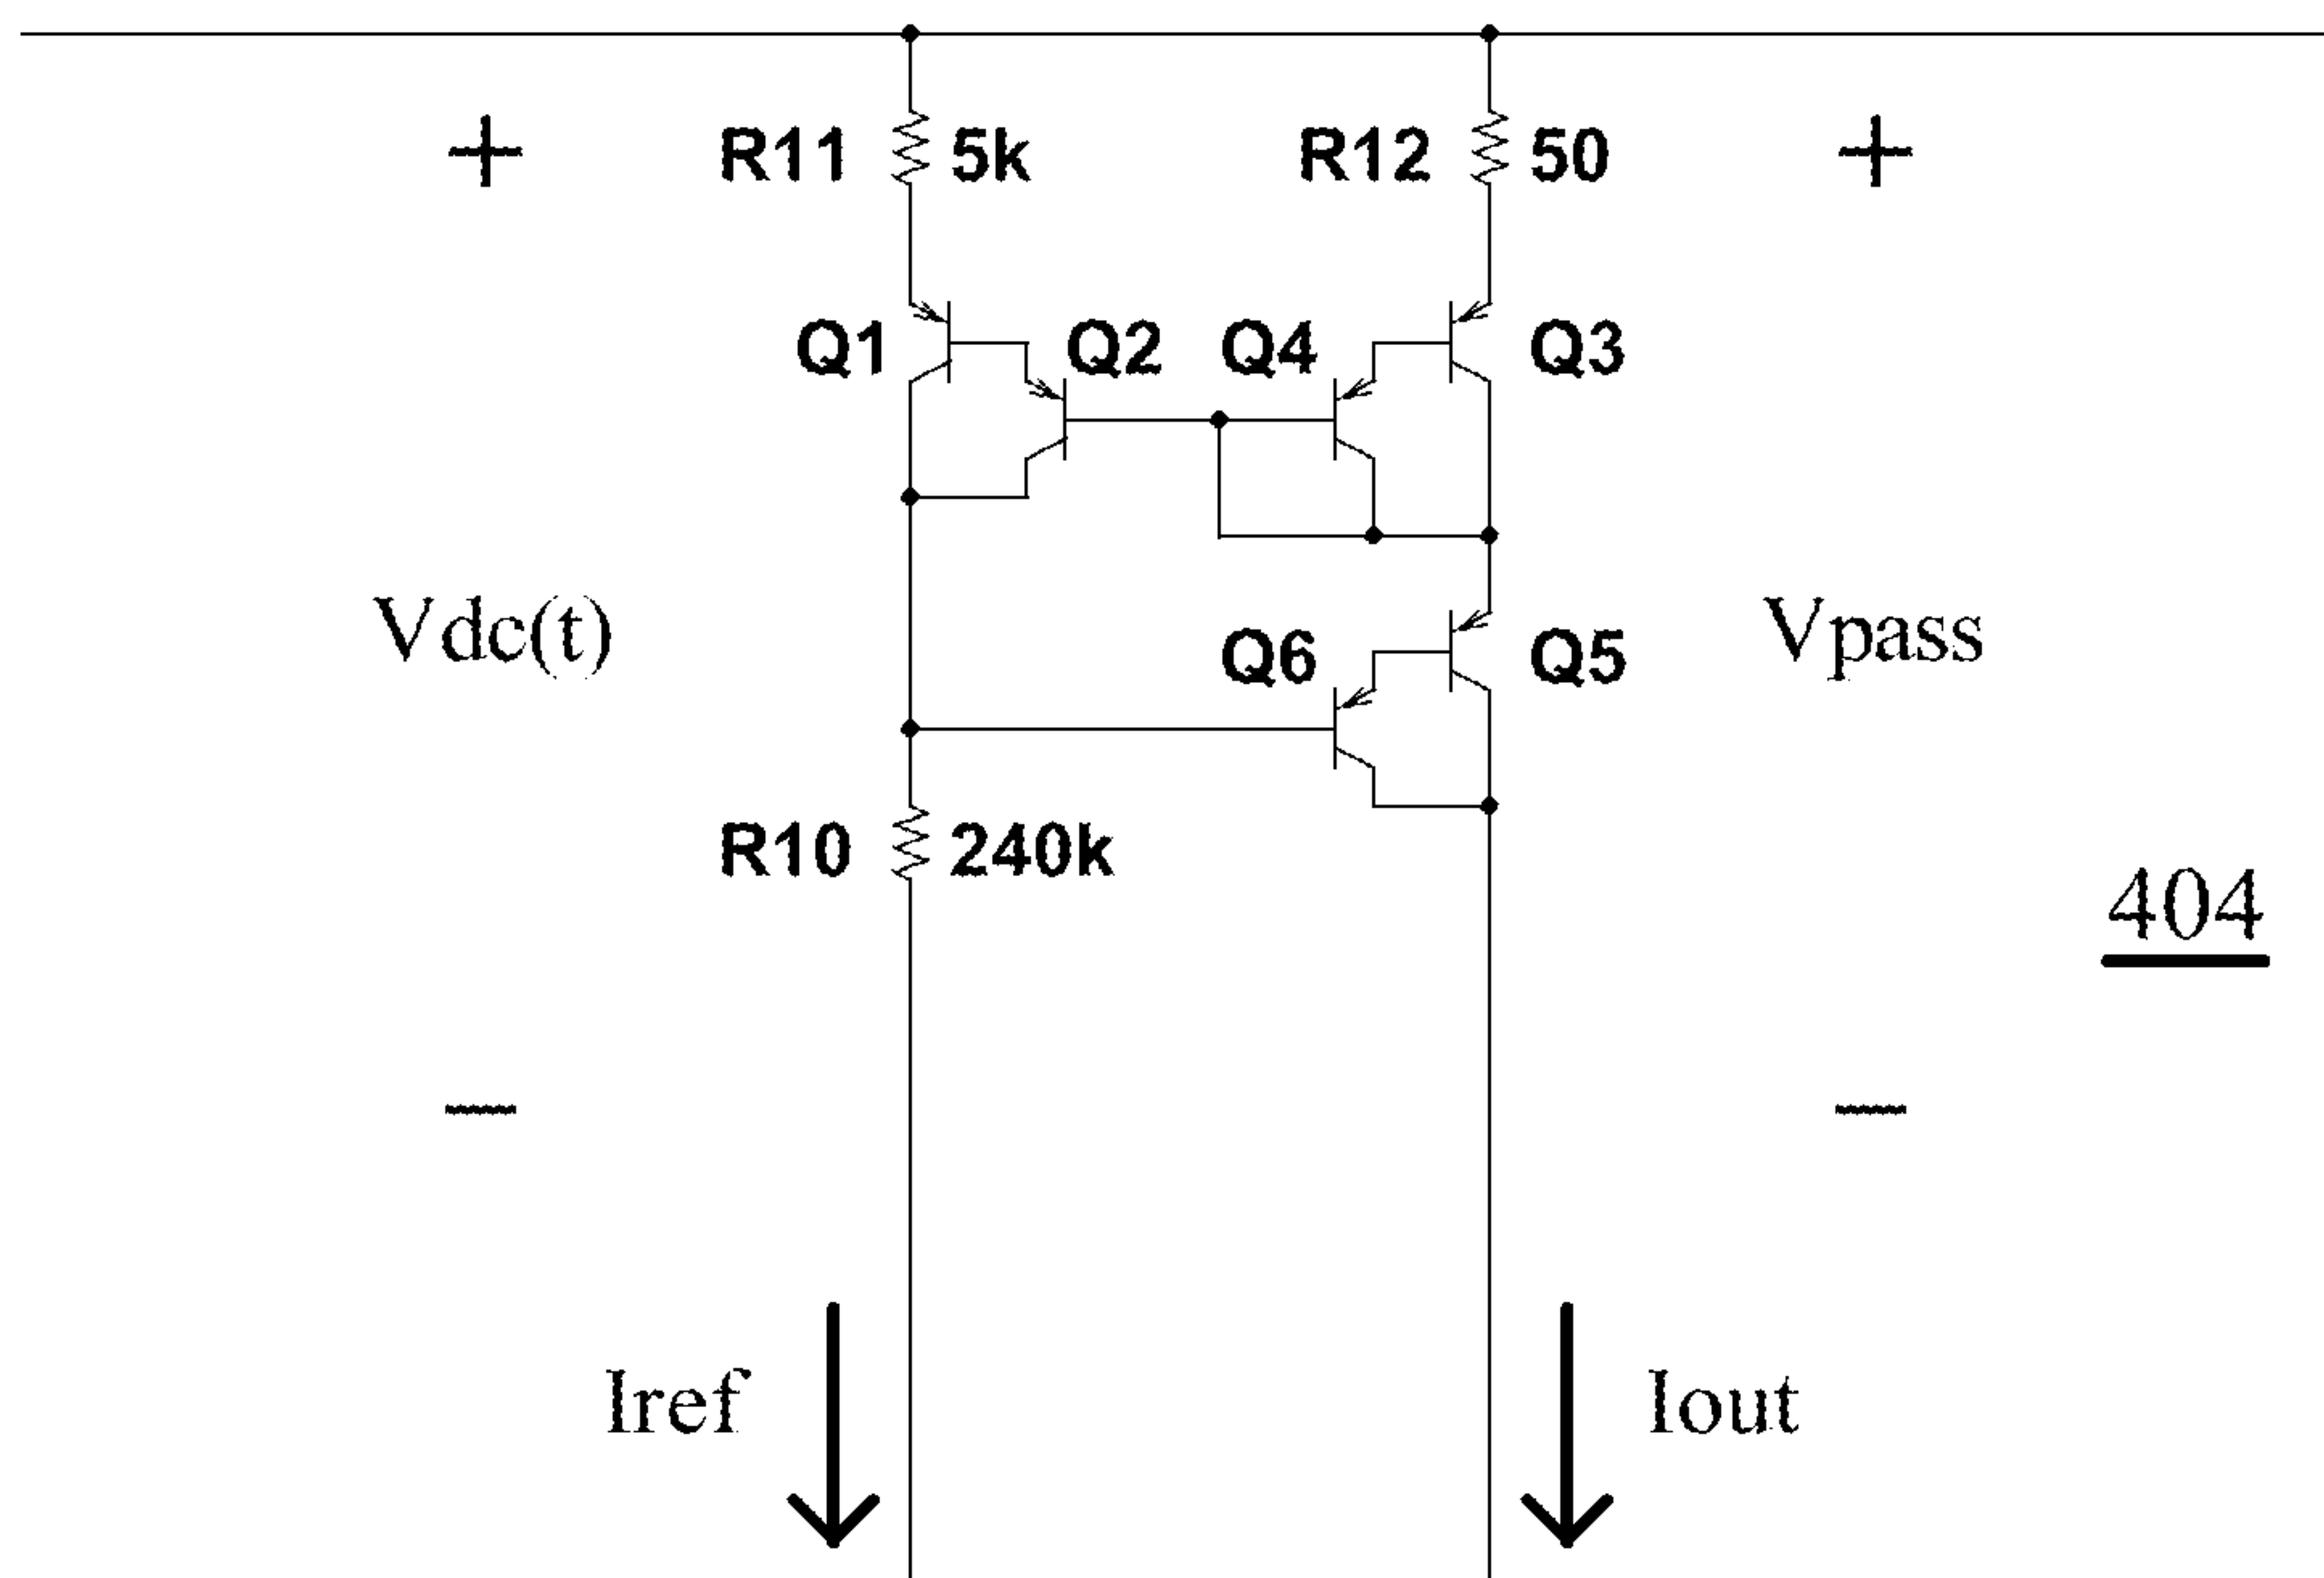 + R11 5k R12 50 +
Q1 Q2 Q4 Q3
Vdc(t) Q6 Q5 Vpass
R10 240k 404
− −
Iref Iout